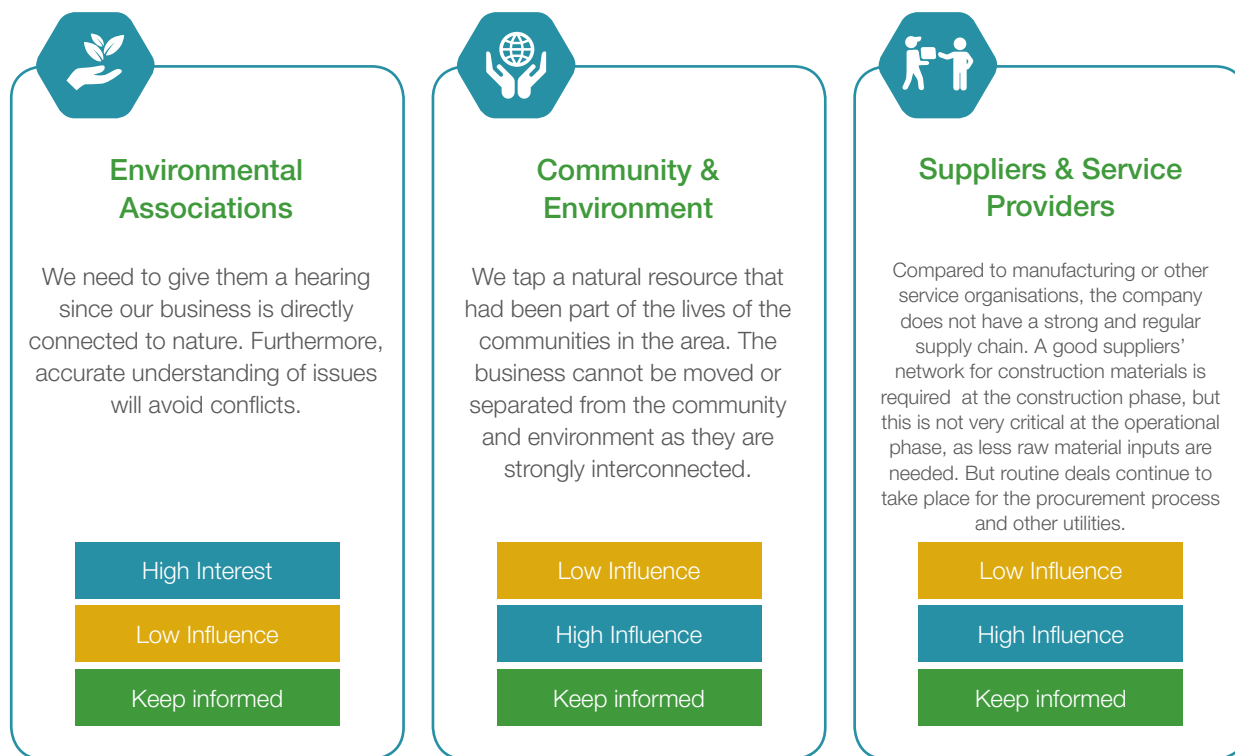 Environmental
Associations
We need to give them a hearing
since our business is directly
connected to nature. Furthermore,
accurate understanding of issues
will avoid conflicts.
High Interest
Low Influence
Keep informed
Community &
Environment
We tap a natural resource that
had been part of the lives of the
communities in the area. The
business cannot be moved or
separated from the community
and environment as they are
strongly interconnected.
Low Influence
High Influence
Keep informed
Suppliers & Service
Providers
Compared to manufacturing or other
service organisations, the company
does not have a strong and regular
supply chain. A good suppliers’
network for construction materials is
required  at the construction phase, but
this is not very critical at the operational
phase, as less raw material inputs are
needed. But routine deals continue to
take place for the procurement process
and other utilities.
Low Influence
High Influence
Keep informed